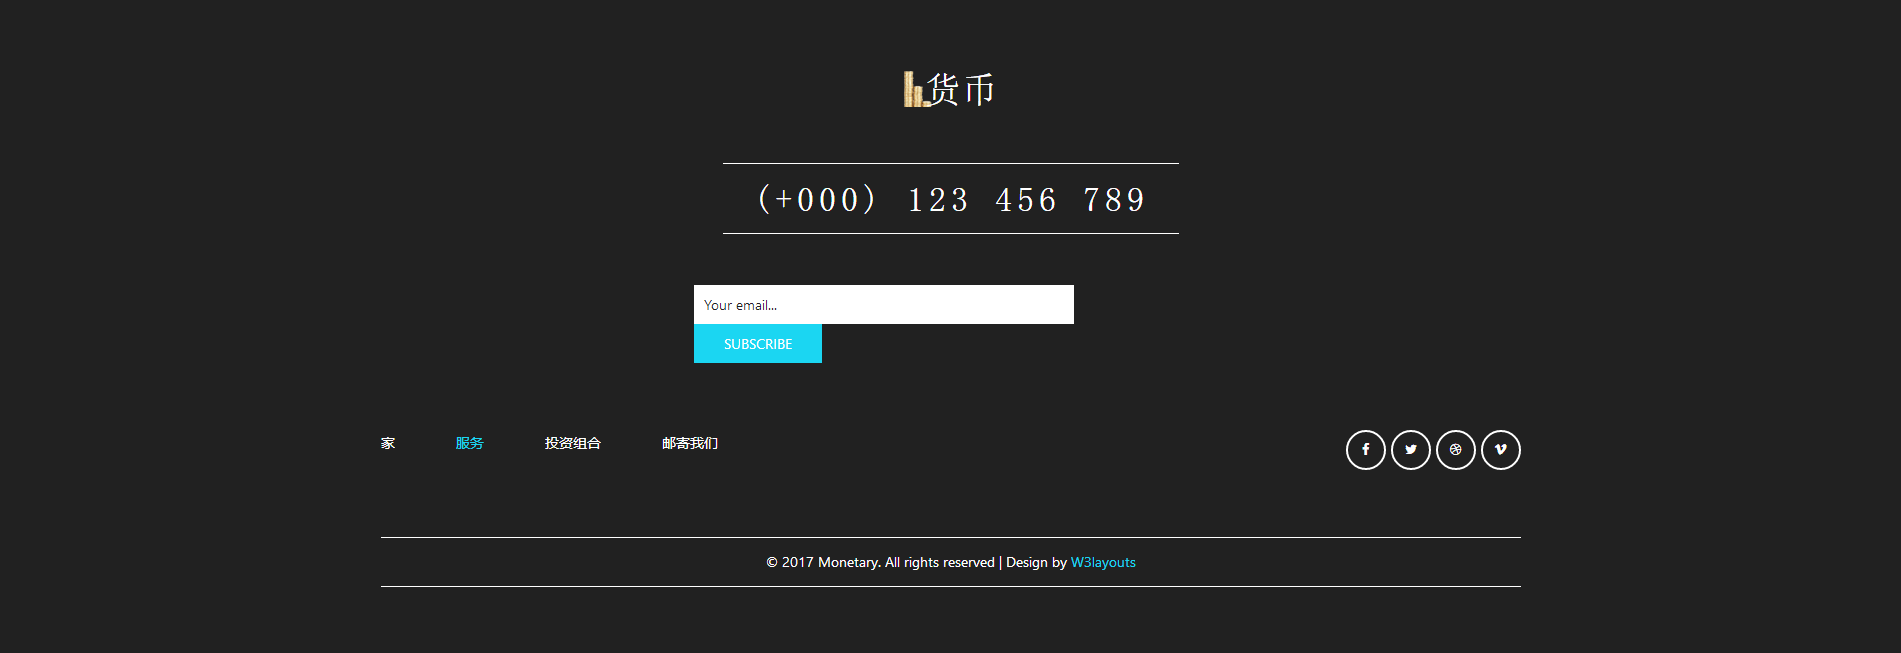 货币
(+000) 123 456 789
Your email...
SUBSCRIBE
家 服务 投资组合 邮寄我们
© 2017 Monetary. All rights reserved | Design by W3layouts